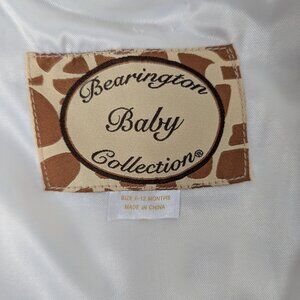 Bearington
Baby
Collection®
SIZE 6-12 MONTHS
MADE IN CHINA